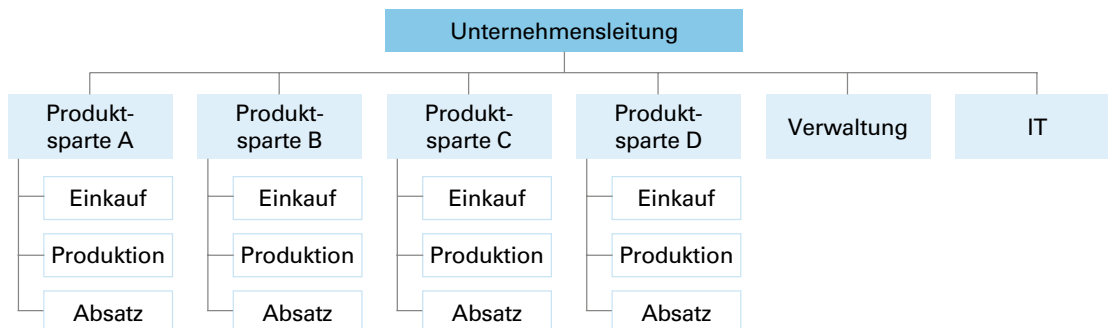 Unternehmensleitung
Produkt-
sparte A
Produkt-
sparte B
Produkt-
sparte C
Produkt-
sparte D
Verwaltung
IT
Einkauf
Einkauf
Einkauf
Einkauf
Produktion
Produktion
Produktion
Produktion
Absatz
Absatz
Absatz
Absatz